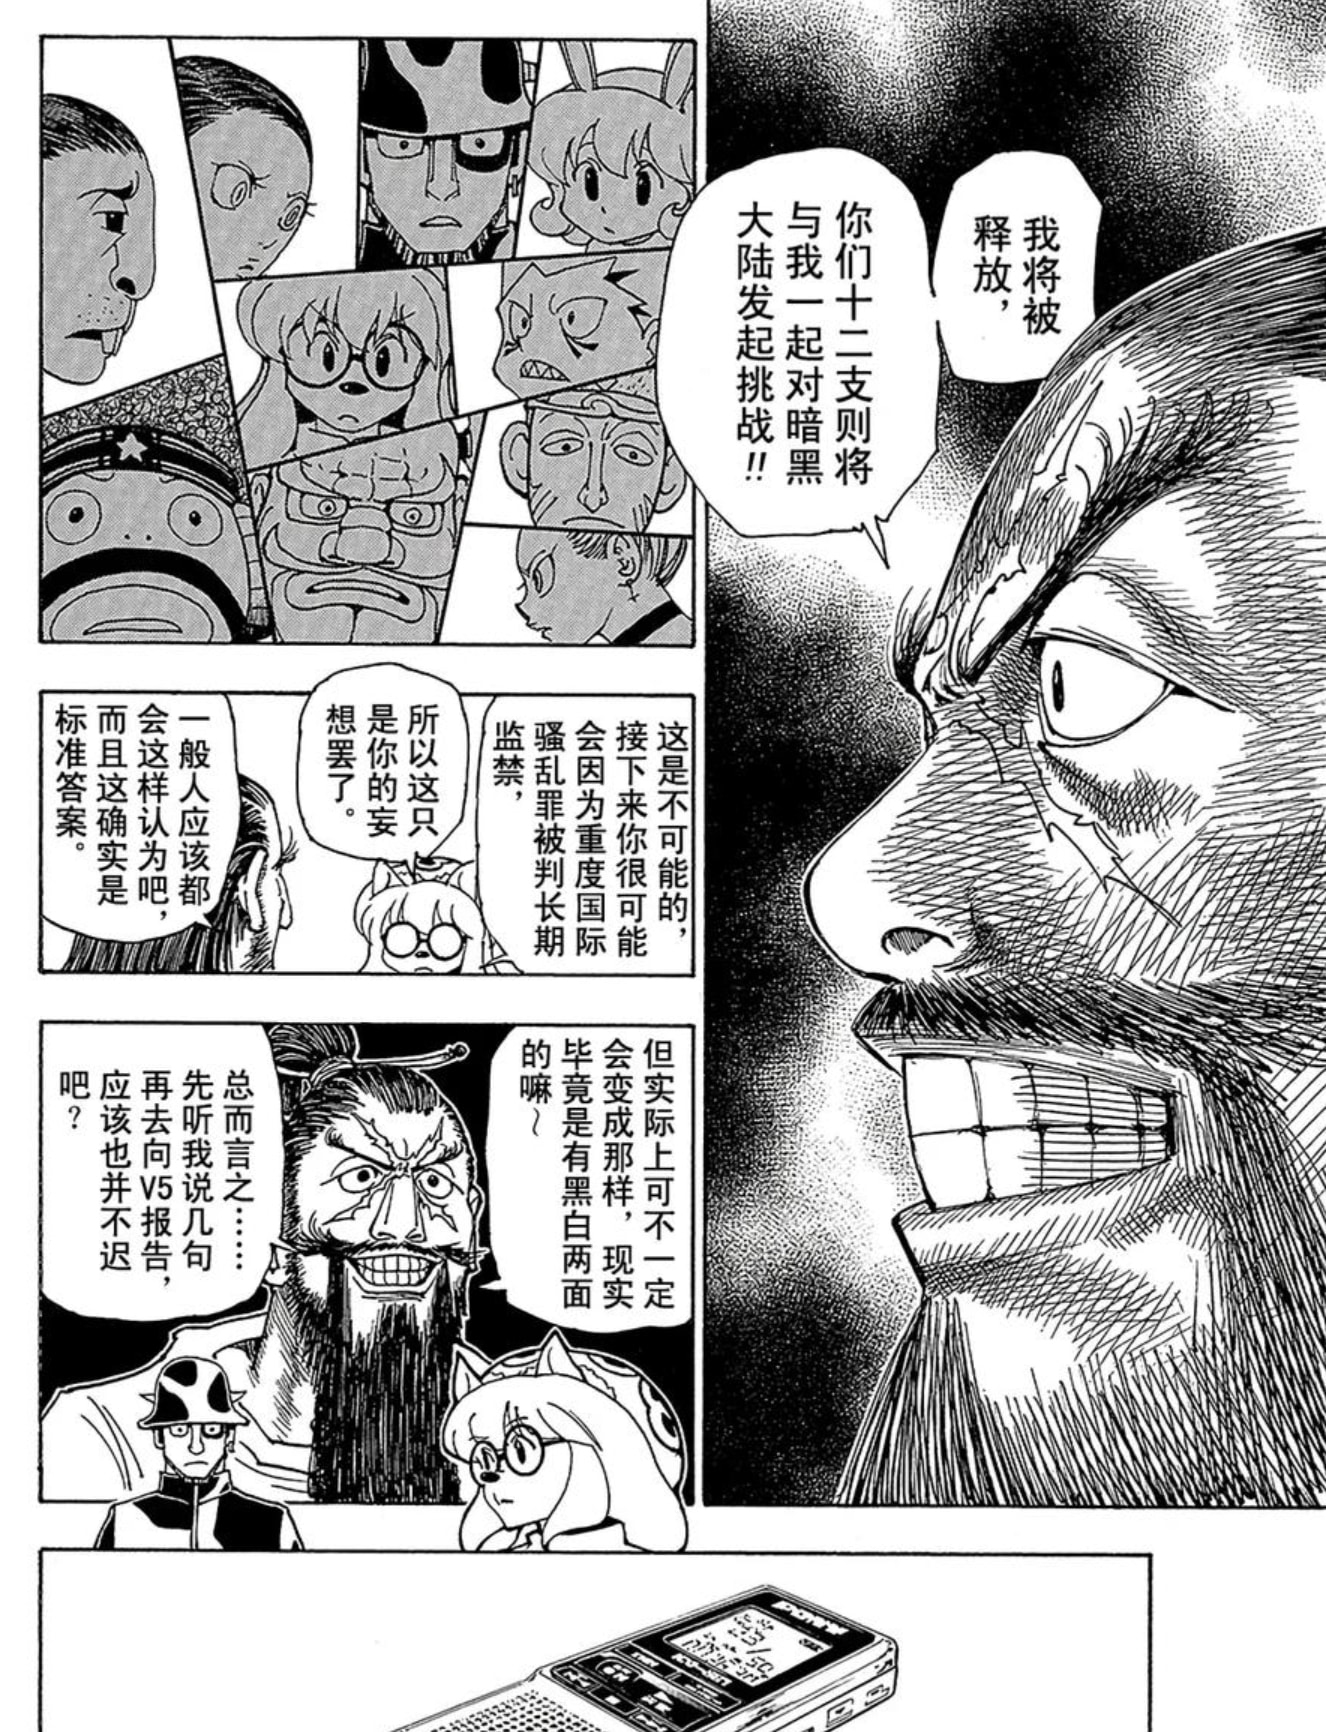 我将被
释放，
你们十二支则将
与我一起对暗黑
大陆发起挑战!!
这是不可能的，
接下来你很可能
会因为重度国际
骚乱罪被判长期
监禁，
所以这只
是你的妄
想罢了。
一般人应该都
会这样认为吧，
而且这确实是
标准答案。
但实际上可不一定
会变成那样，现实
毕竟是有黑白两面
的嘛~
总而言之……
先听我说几句
再去向V5报告，
应该也并不迟
吧？